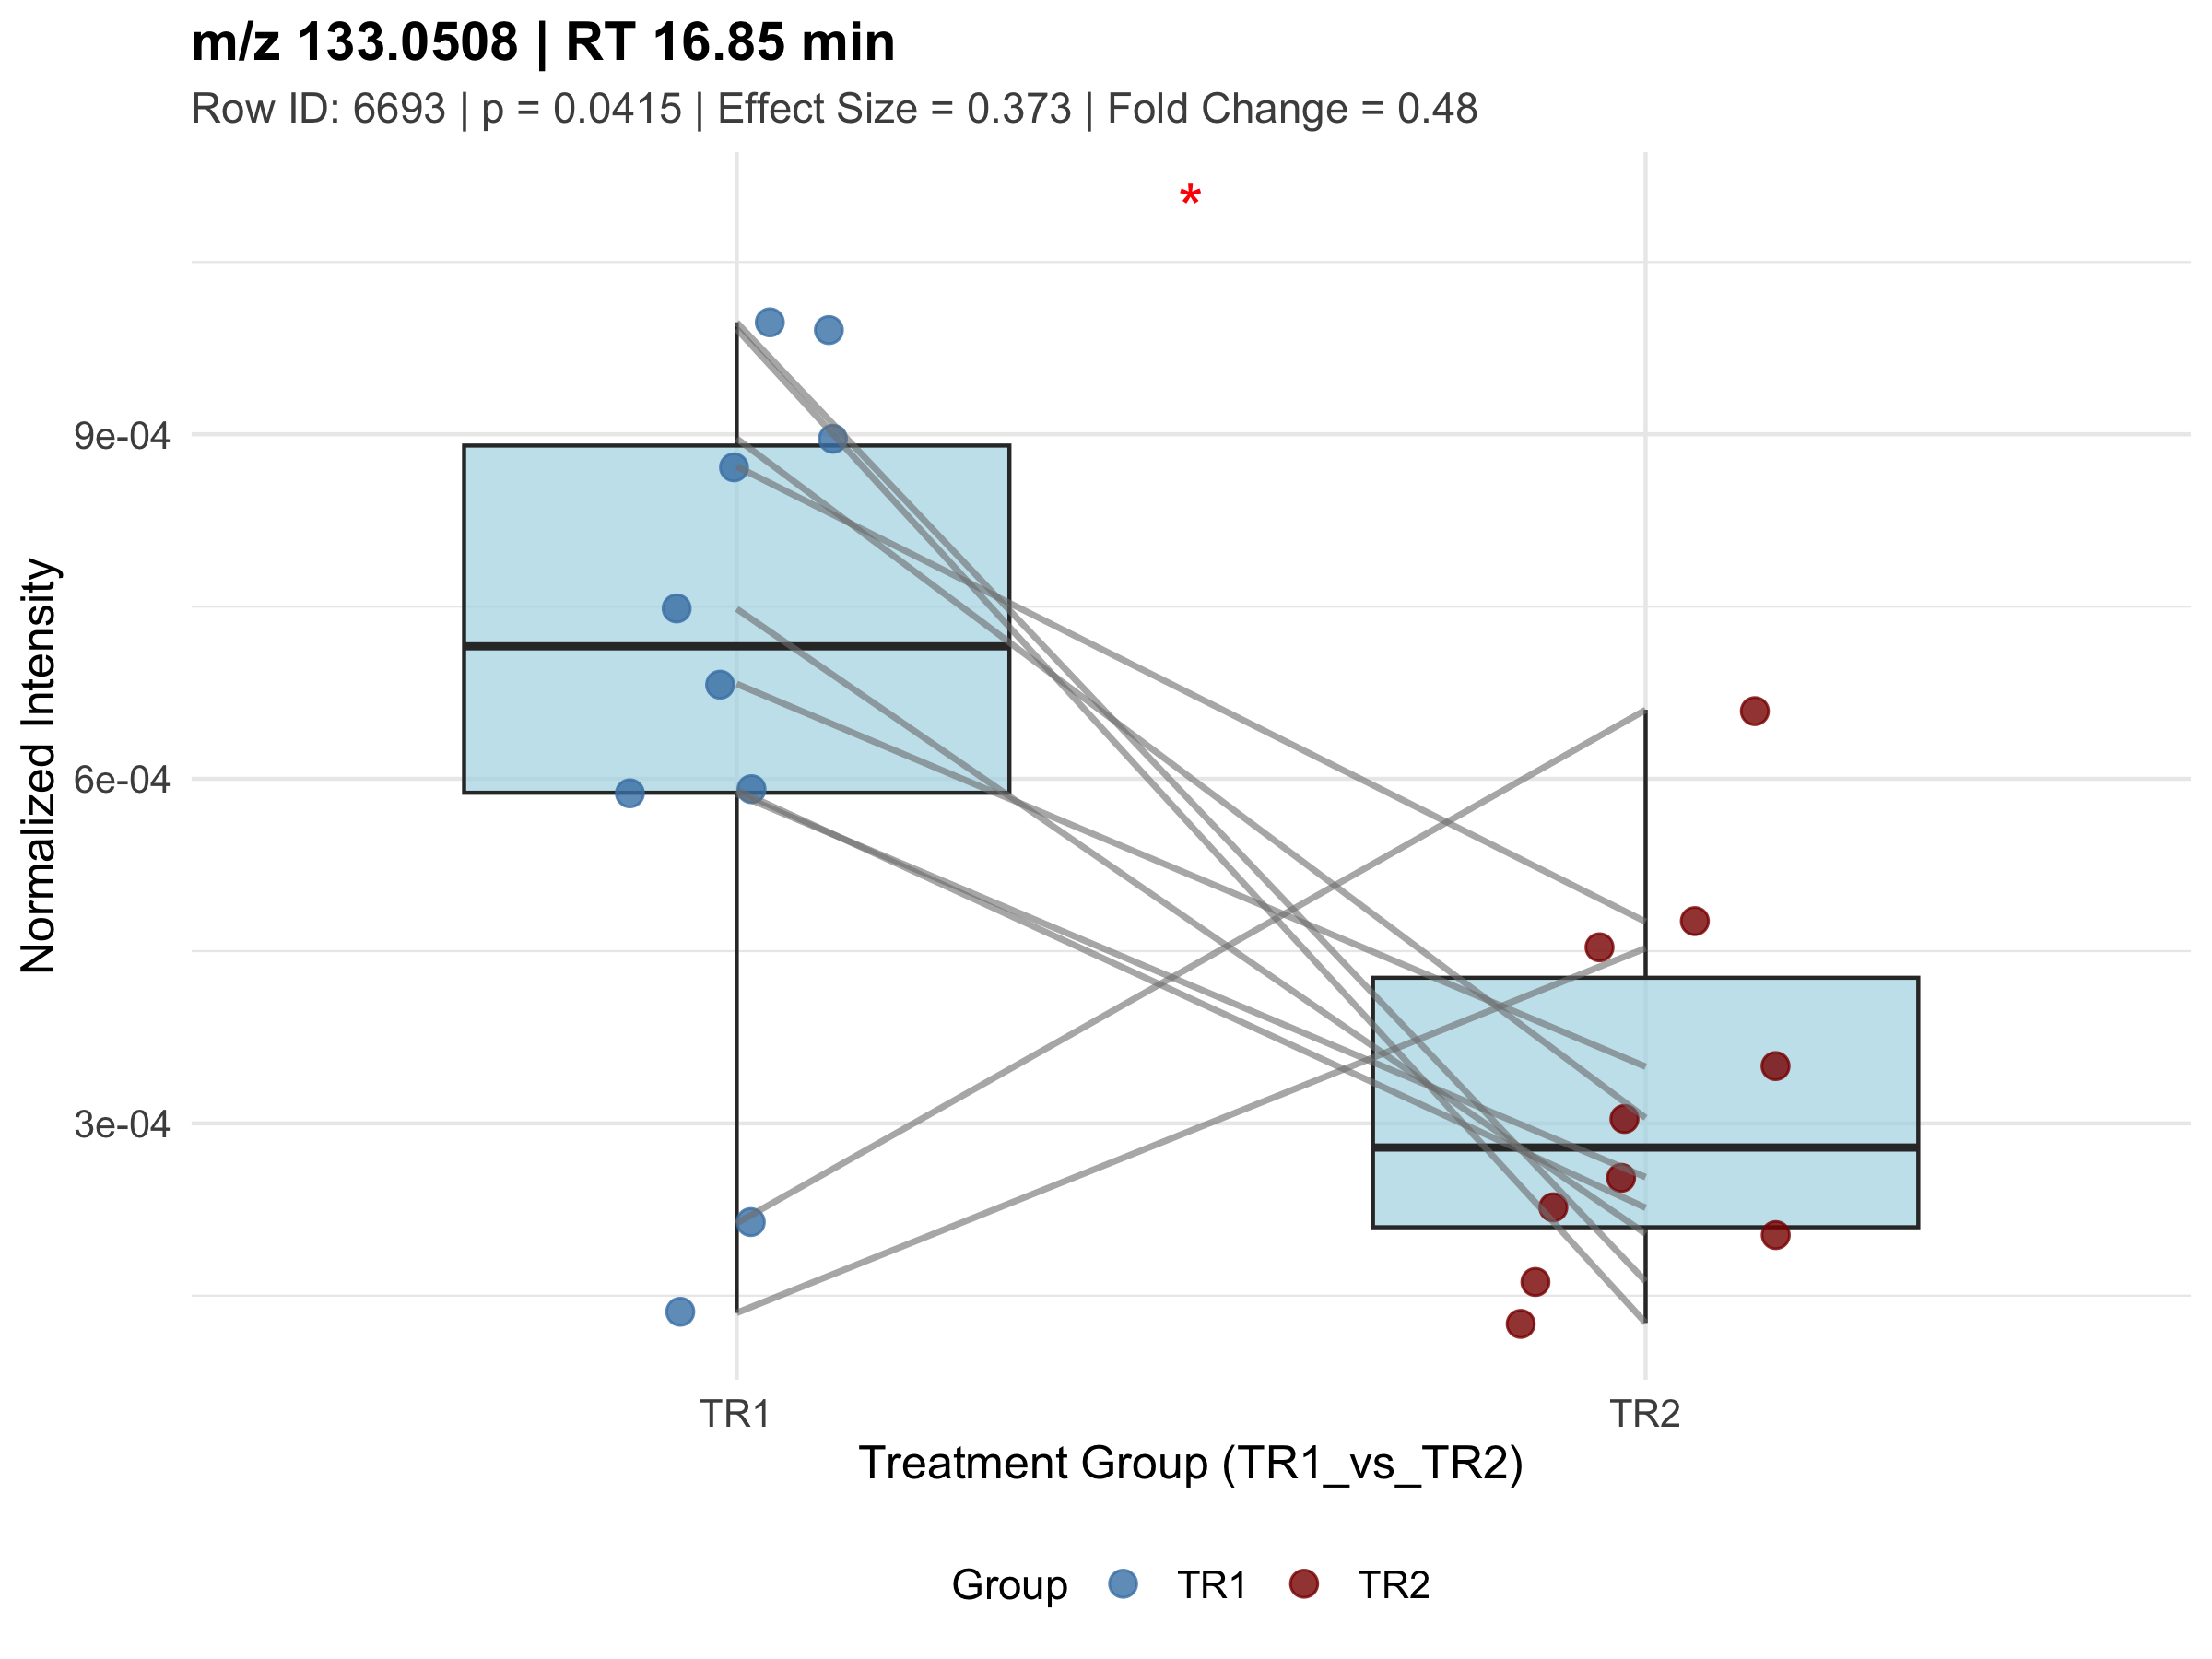 m/z 133.0508 | RT 16.85 min
Row ID: 6693 | p = 0.0415 | Effect Size = 0.373 | Fold Change = 0.48
*
9e-04
6e-04
3e-04
Normalized Intensity
TR1 TR2
Treatment Group (TR1_vs_TR2)
Group TR1 TR2